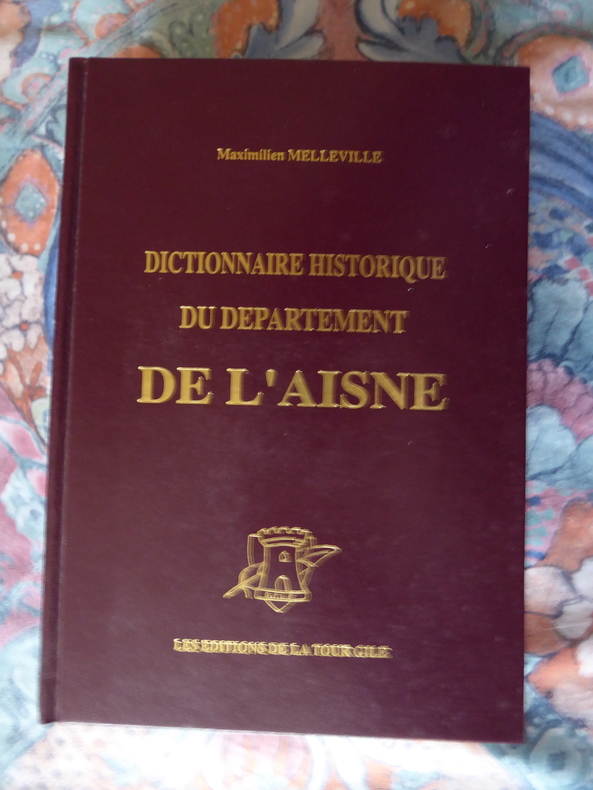 Maximilien MELLEVILLE
DICTIONNAIRE HISTORIQUE
DU DEPARTEMENT
DE L'AISNE
LES EDITIONS DE LA TOUR GILE